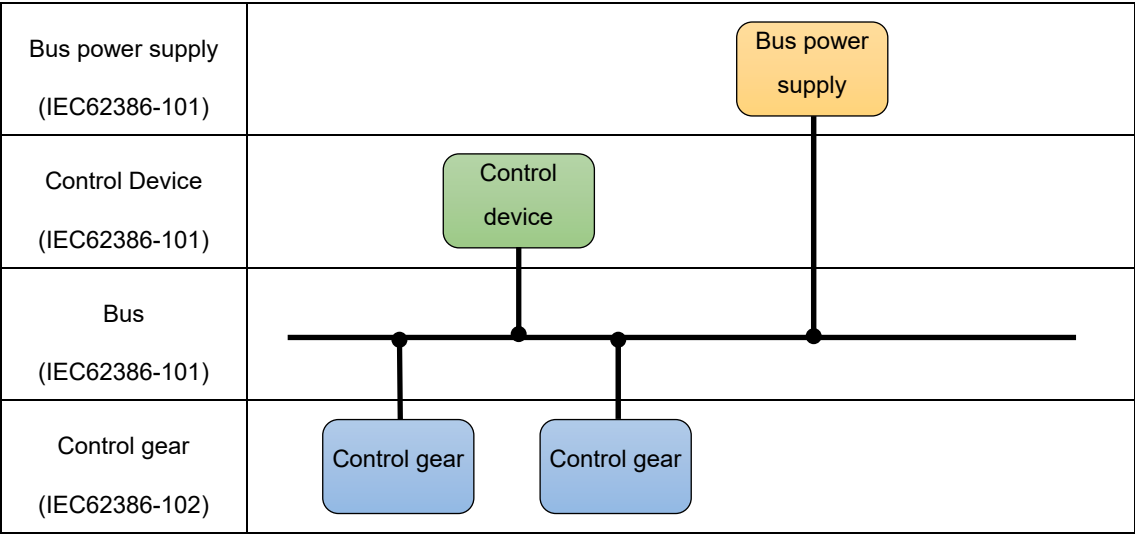 Bus power supply
(IEC62386-101)
Bus power
supply
Control Device
(IEC62386-101)
Control
device
Bus
(IEC62386-101)
Control gear
(IEC62386-102)
Control gear
Control gear